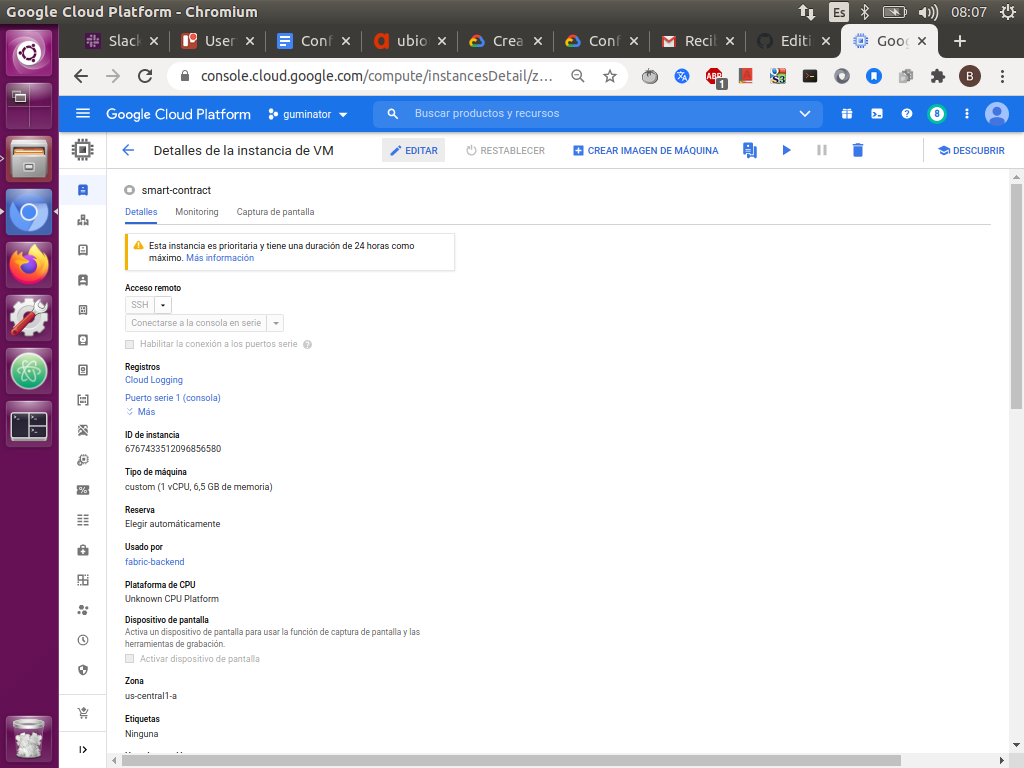 Google Cloud Platform - Chromium
Es
08:07
Slack
User
Conf
ubio
Crea
Conf
Recib
Editi
Goog
console.cloud.google.com/compute/instancesDetail/z...
ABP
1
S3
B
Google Cloud Platform
guminator
Buscar productos y recursos
8
Detalles de la instancia de VM
EDITAR
RESTABLECER
CREAR IMAGEN DE MÁQUINA
DESCUBRIR
smart-contract
Detalles
Monitoring
Captura de pantalla
Esta instancia es prioritaria y tiene una duración de 24 horas como
máximo. Más información
Acceso remoto
SSH
Conectarse a la consola en serie
Habilitar la conexión a los puertos serie
Registros
Cloud Logging
Puerto serie 1 (consola)
Más
ID de instancia
6767433512096856580
Tipo de máquina
custom (1 vCPU, 6,5 GB de memoria)
Reserva
Elegir automáticamente
Usado por
fabric-backend
Plataforma de CPU
Unknown CPU Platform
Dispositivo de pantalla
Activa un dispositivo de pantalla para usar la función de captura de pantalla y las
herramientas de grabación.
Activar dispositivo de pantalla
Zona
us-central1-a
Etiquetas
Ninguna